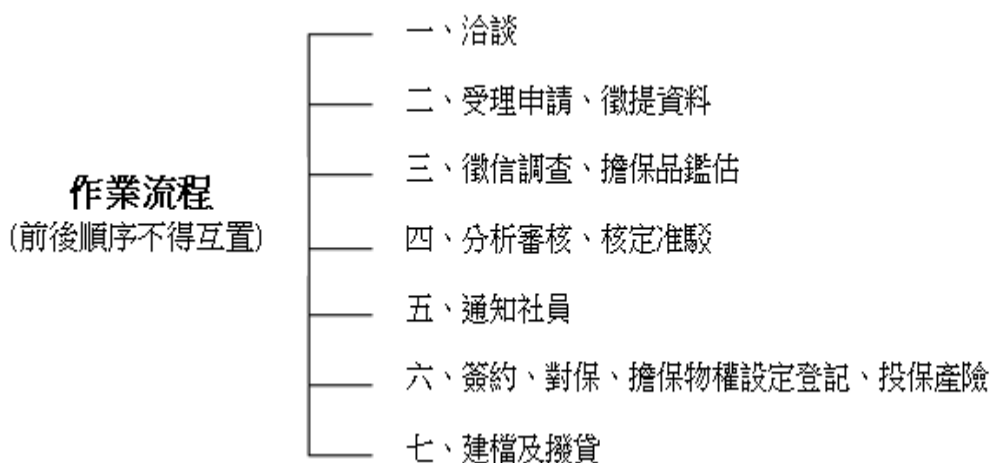 一、洽談
二、受理申請、徵提資料
三、徵信調查、擔保品鑑估
作業流程
(前後順序不得互置)
四、分析審核、核定准駁
五、通知社員
六、簽約、對保、擔保物權設定登記、投保產險
七、建檔及撥貸